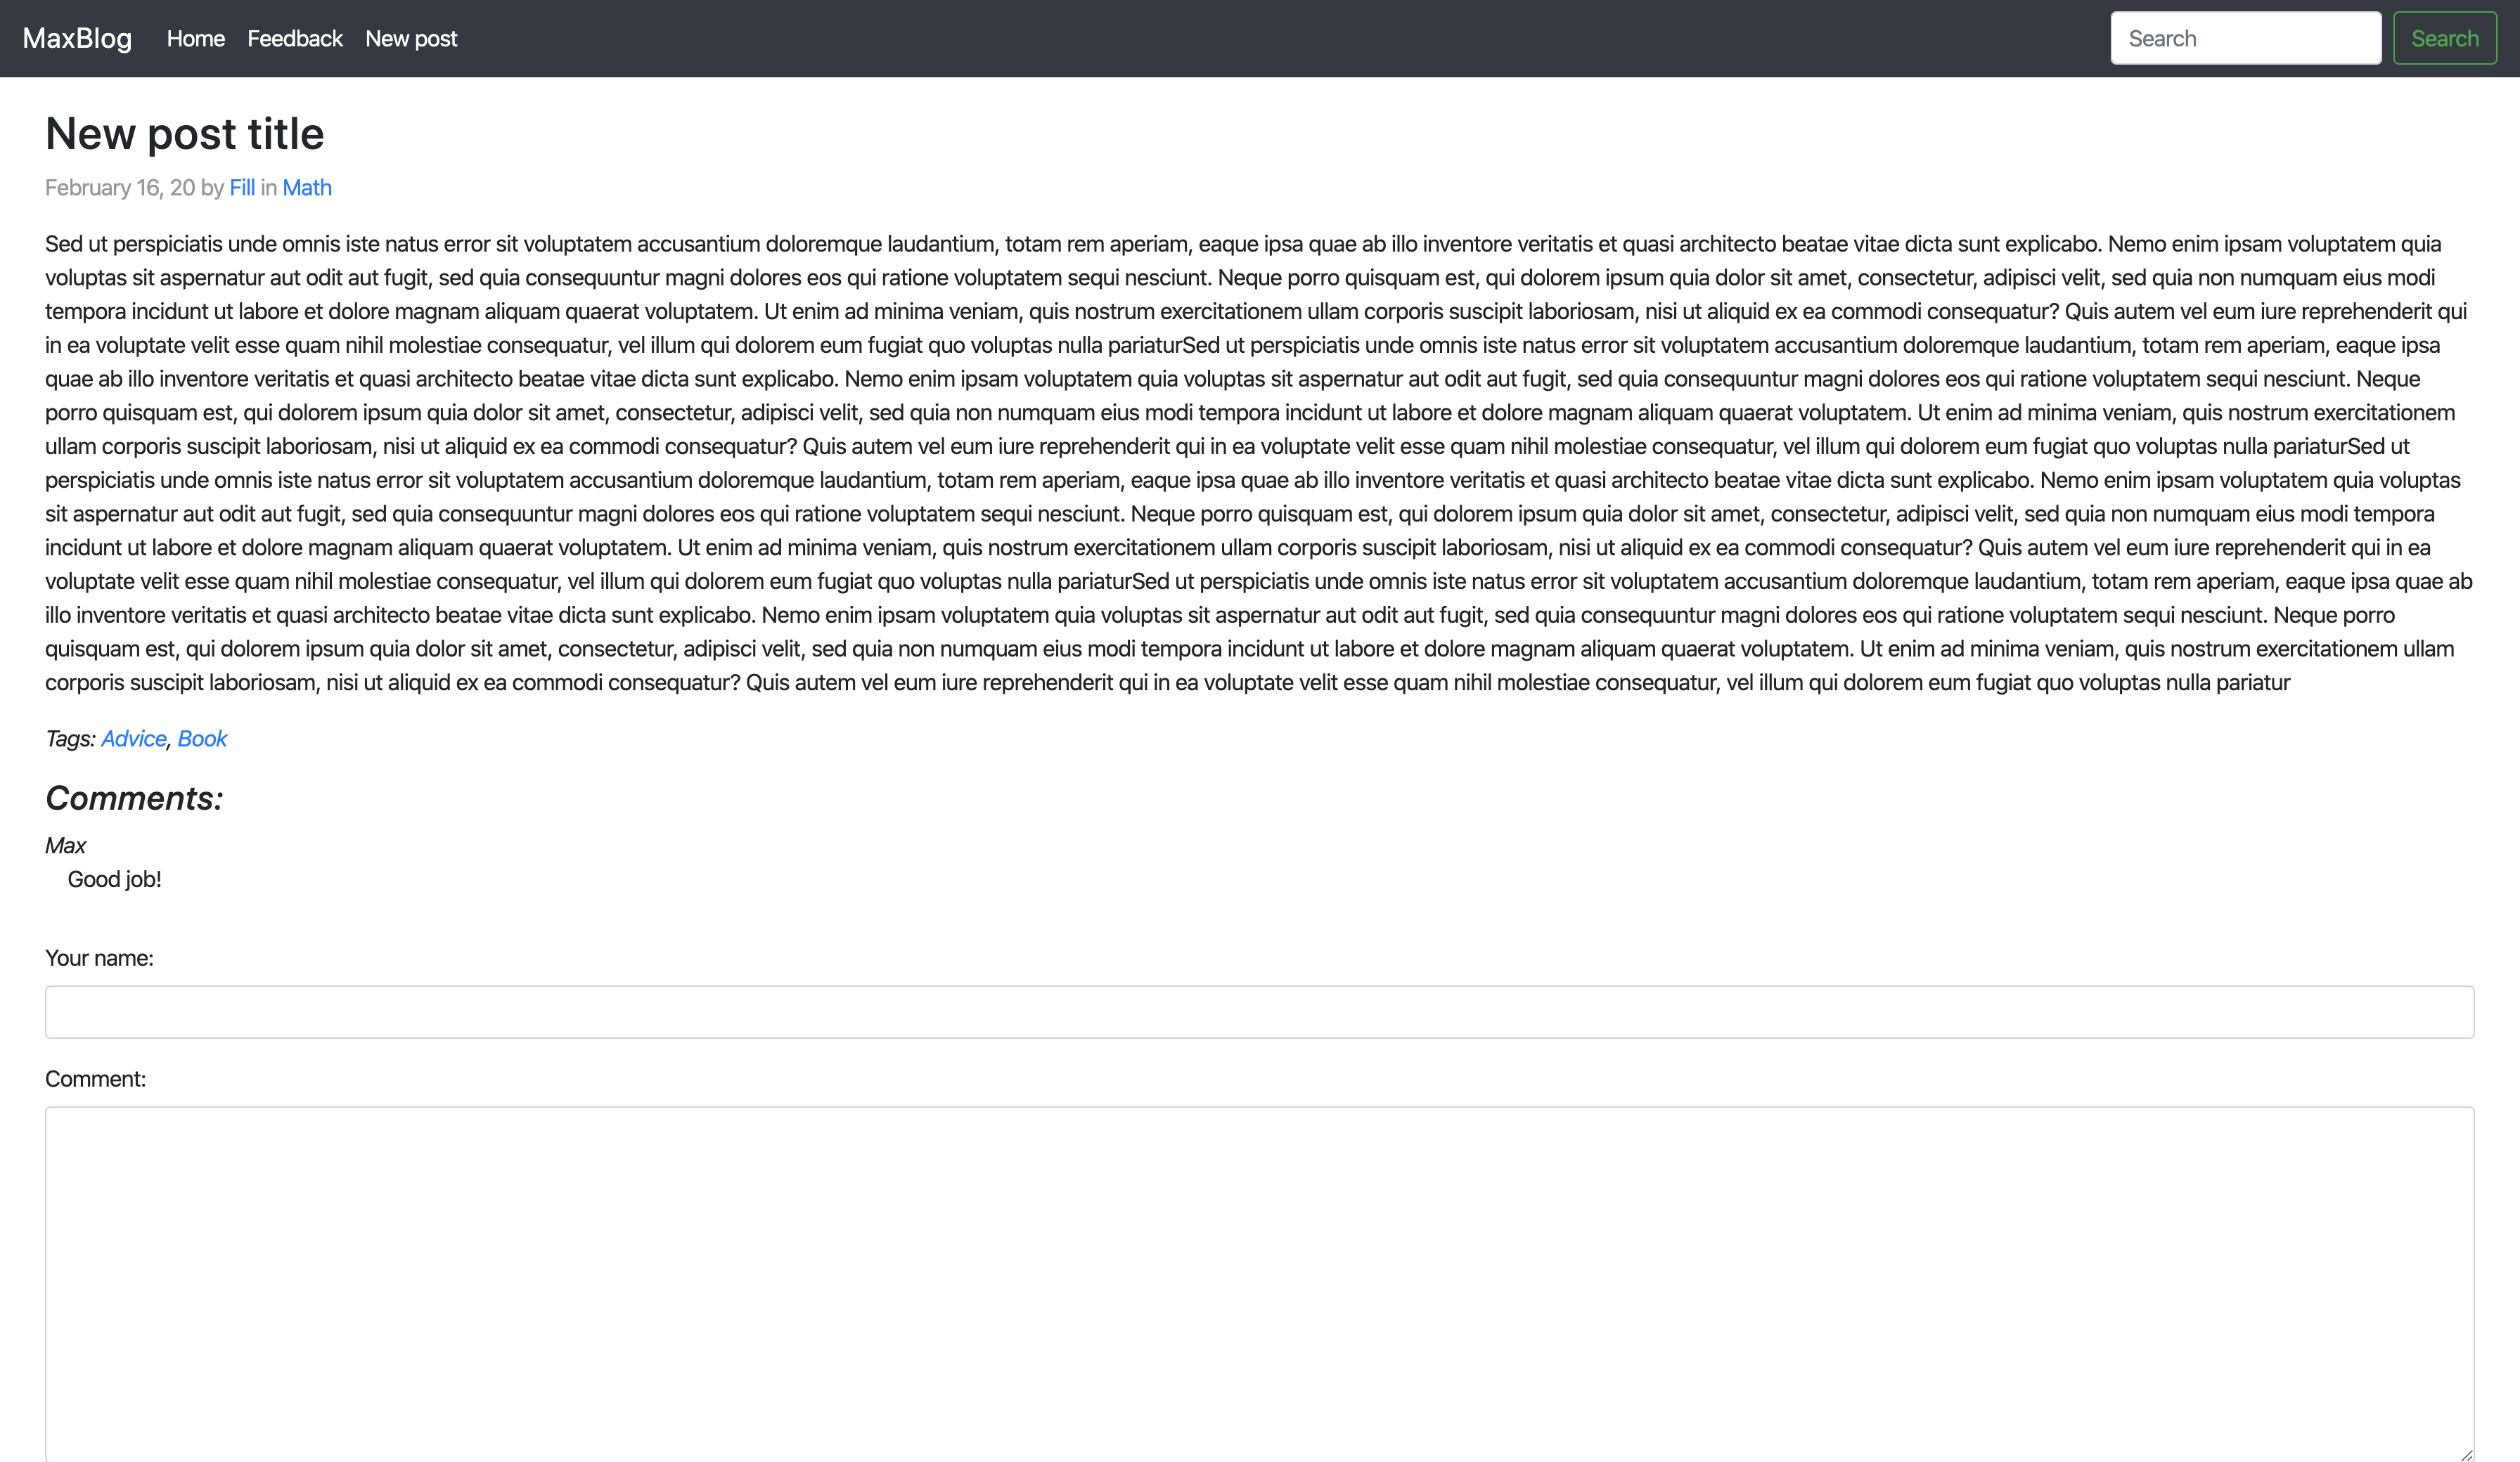 MaxBlog Home Feedback New post Search Search
New post title
February 16, 20 by Fill in Math
Sed ut perspiciatis unde omnis iste natus error sit voluptatem accusantium doloremque laudantium, totam rem aperiam, eaque ipsa quae ab illo inventore veritatis et quasi architecto beatae vitae dicta sunt explicabo. Nemo enim ipsam voluptatem quia
voluptas sit aspernatur aut odit aut fugit, sed quia consequuntur magni dolores eos qui ratione voluptatem sequi nesciunt. Neque porro quisquam est, qui dolorem ipsum quia dolor sit amet, consectetur, adipisci velit, sed quia non numquam eius modi
tempora incidunt ut labore et dolore magnam aliquam quaerat voluptatem. Ut enim ad minima veniam, quis nostrum exercitationem ullam corporis suscipit laboriosam, nisi ut aliquid ex ea commodi consequatur? Quis autem vel eum iure reprehenderit qui
in ea voluptate velit esse quam nihil molestiae consequatur, vel illum qui dolorem eum fugiat quo voluptas nulla pariaturSed ut perspiciatis unde omnis iste natus error sit voluptatem accusantium doloremque laudantium, totam rem aperiam, eaque ipsa
quae ab illo inventore veritatis et quasi architecto beatae vitae dicta sunt explicabo. Nemo enim ipsam voluptatem quia voluptas sit aspernatur aut odit aut fugit, sed quia consequuntur magni dolores eos qui ratione voluptatem sequi nesciunt. Neque
porro quisquam est, qui dolorem ipsum quia dolor sit amet, consectetur, adipisci velit, sed quia non numquam eius modi tempora incidunt ut labore et dolore magnam aliquam quaerat voluptatem. Ut enim ad minima veniam, quis nostrum exercitationem
ullam corporis suscipit laboriosam, nisi ut aliquid ex ea commodi consequatur? Quis autem vel eum iure reprehenderit qui in ea voluptate velit esse quam nihil molestiae consequatur, vel illum qui dolorem eum fugiat quo voluptas nulla pariaturSed ut
perspiciatis unde omnis iste natus error sit voluptatem accusantium doloremque laudantium, totam rem aperiam, eaque ipsa quae ab illo inventore veritatis et quasi architecto beatae vitae dicta sunt explicabo. Nemo enim ipsam voluptatem quia voluptas
sit aspernatur aut odit aut fugit, sed quia consequuntur magni dolores eos qui ratione voluptatem sequi nesciunt. Neque porro quisquam est, qui dolorem ipsum quia dolor sit amet, consectetur, adipisci velit, sed quia non numquam eius modi tempora
incidunt ut labore et dolore magnam aliquam quaerat voluptatem. Ut enim ad minima veniam, quis nostrum exercitationem ullam corporis suscipit laboriosam, nisi ut aliquid ex ea commodi consequatur? Quis autem vel eum iure reprehenderit qui in ea
voluptate velit esse quam nihil molestiae consequatur, vel illum qui dolorem eum fugiat quo voluptas nulla pariaturSed ut perspiciatis unde omnis iste natus error sit voluptatem accusantium doloremque laudantium, totam rem aperiam, eaque ipsa quae ab
illo inventore veritatis et quasi architecto beatae vitae dicta sunt explicabo. Nemo enim ipsam voluptatem quia voluptas sit aspernatur aut odit aut fugit, sed quia consequuntur magni dolores eos qui ratione voluptatem sequi nesciunt. Neque porro
quisquam est, qui dolorem ipsum quia dolor sit amet, consectetur, adipisci velit, sed quia non numquam eius modi tempora incidunt ut labore et dolore magnam aliquam quaerat voluptatem. Ut enim ad minima veniam, quis nostrum exercitationem ullam
corporis suscipit laboriosam, nisi ut aliquid ex ea commodi consequatur? Quis autem vel eum iure reprehenderit qui in ea voluptate velit esse quam nihil molestiae consequatur, vel illum qui dolorem eum fugiat quo voluptas nulla pariatur
Tags: Advice, Book
Comments:
Max
Good job!
Your name:
Comment: